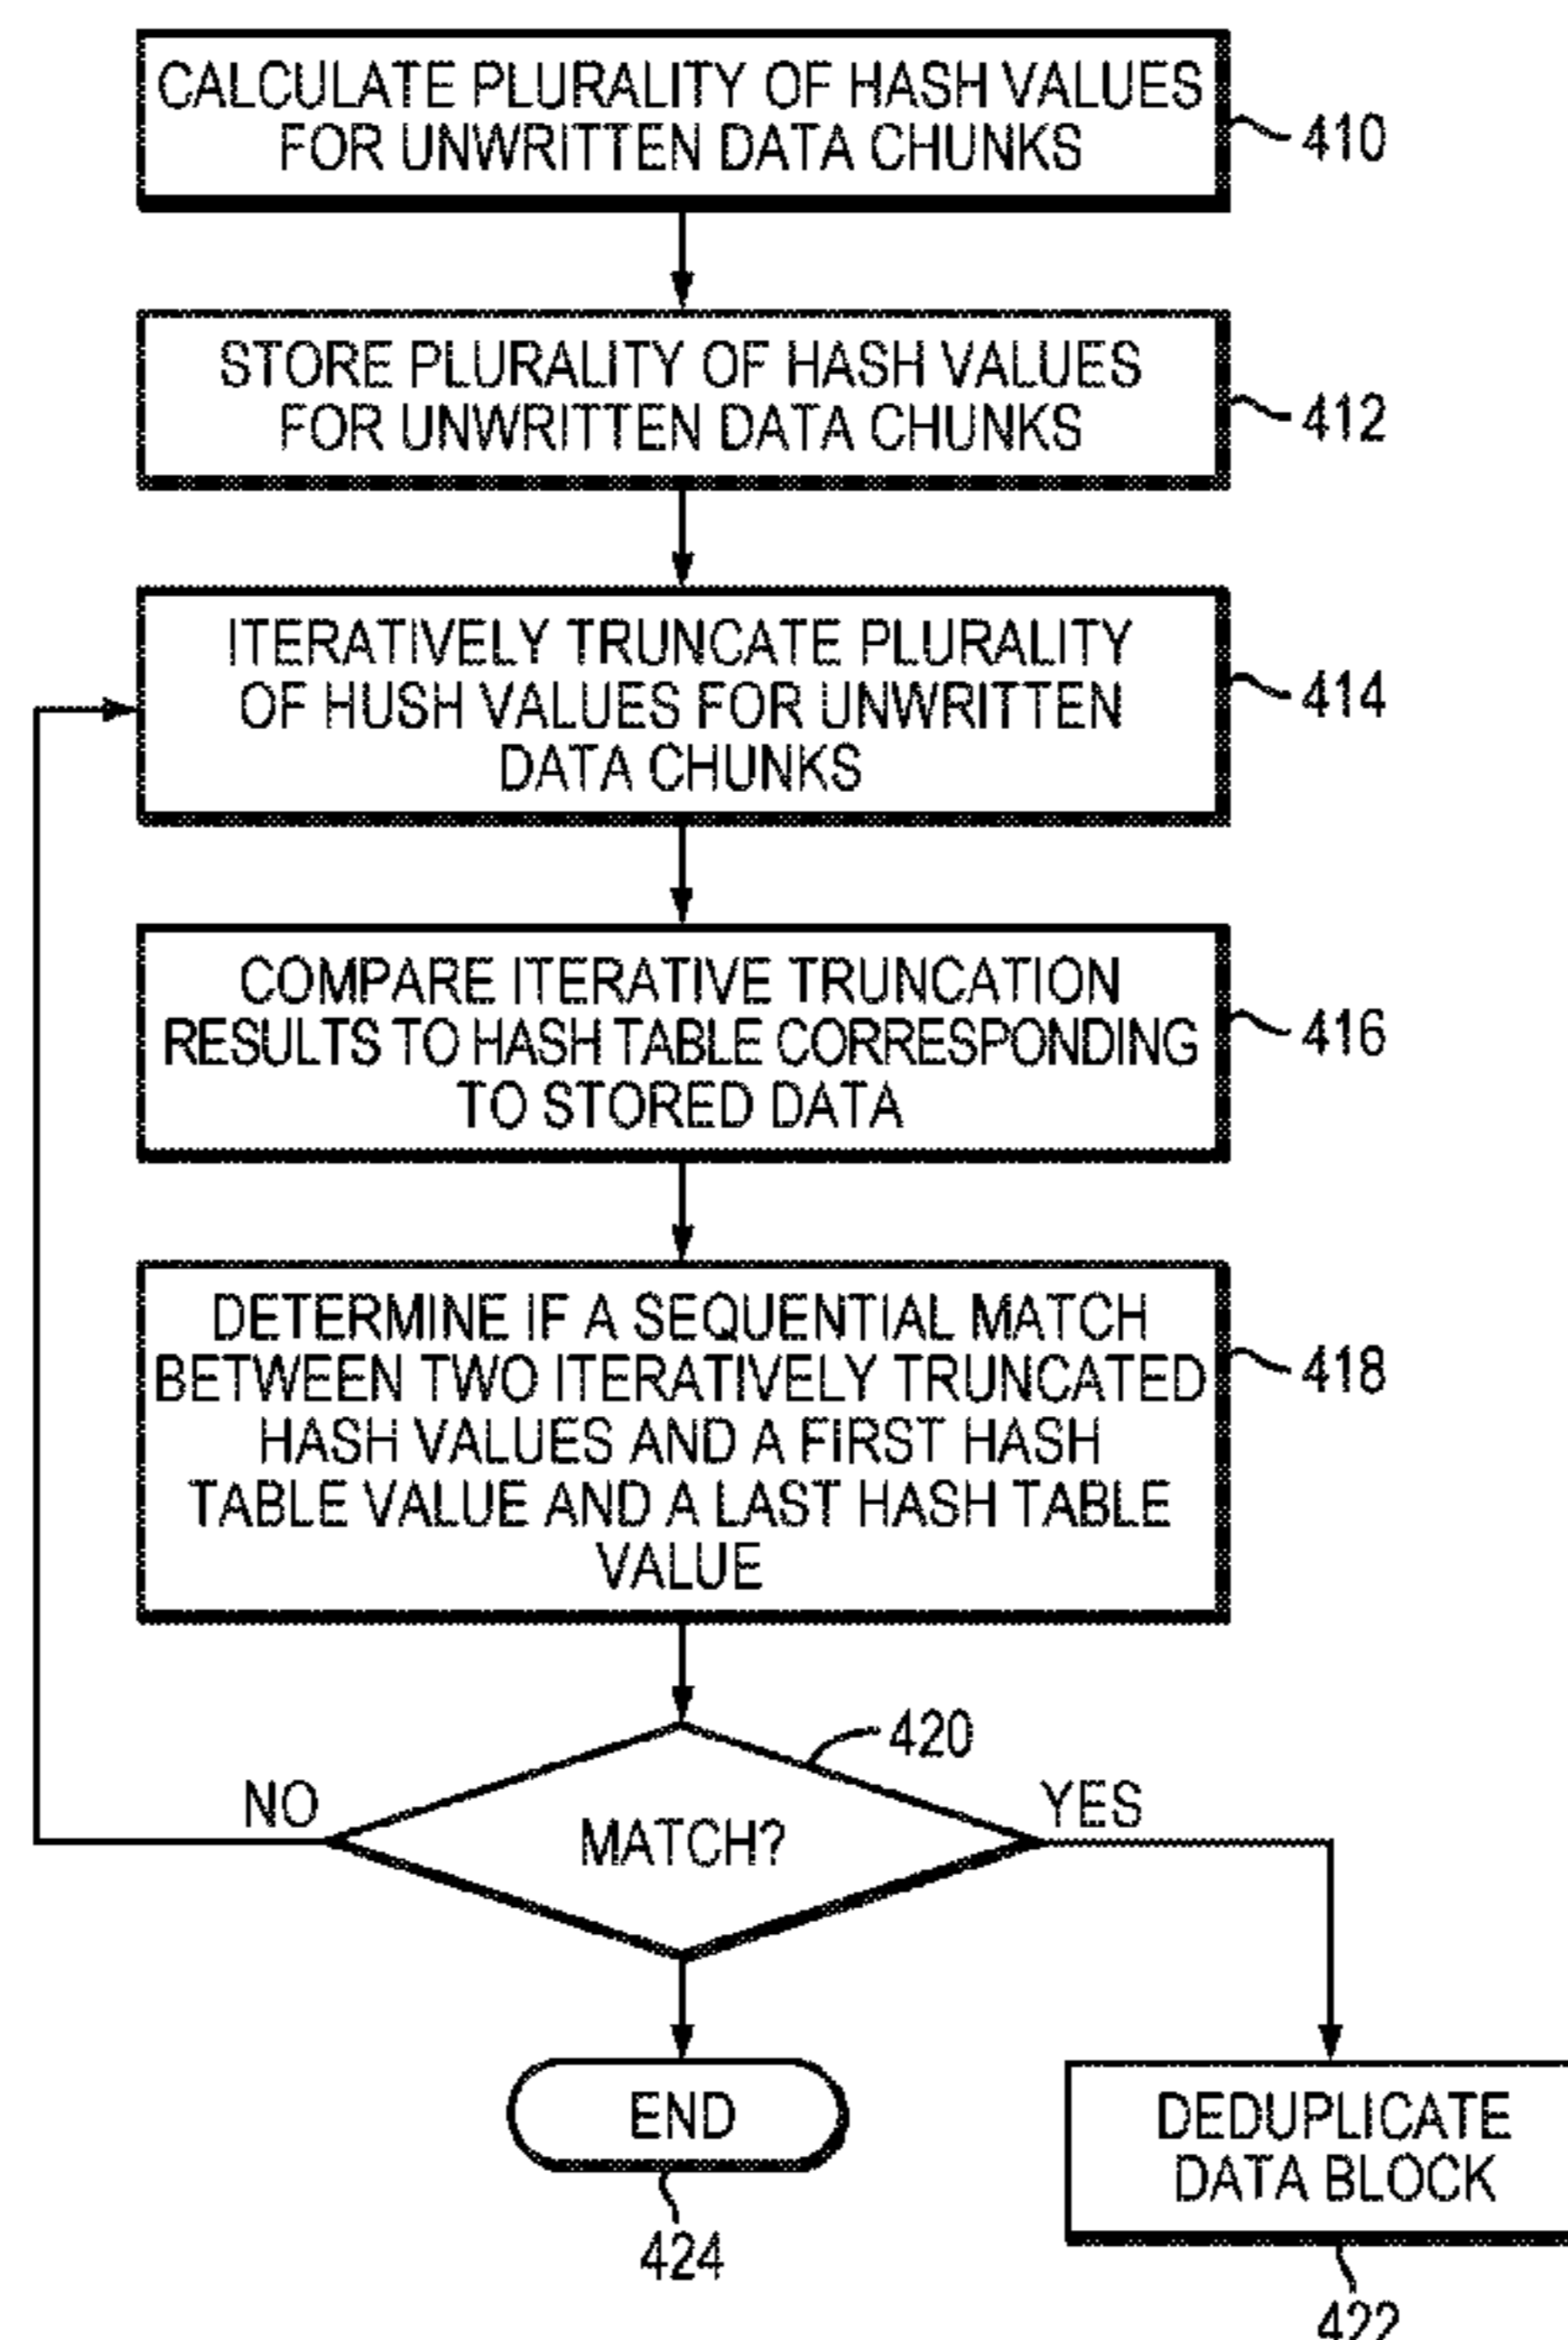 CALCULATE PLURALITY OF HASH VALUES
FOR UNWRITTEN DATA CHUNKS
410
STORE PLURALITY OF HASH VALUES
FOR UNWRITTEN DATA CHUNKS
412
ITERATIVELY TRUNCATE PLURALITY
OF HUSH VALUES FOR UNWRITTEN
DATA CHUNKS
414
COMPARE ITERATIVE TRUNCATION
RESULTS TO HASH TABLE CORRESPONDING
TO STORED DATA
416
DETERMINE IF A SEQUENTIAL MATCH
BETWEEN TWO ITERATIVELY TRUNCATED
HASH VALUES AND A FIRST HASH
TABLE VALUE AND A LAST HASH TABLE
VALUE
418
420
NO
YES
MATCH?
END
DEDUPLICATE
DATA BLOCK
424
422